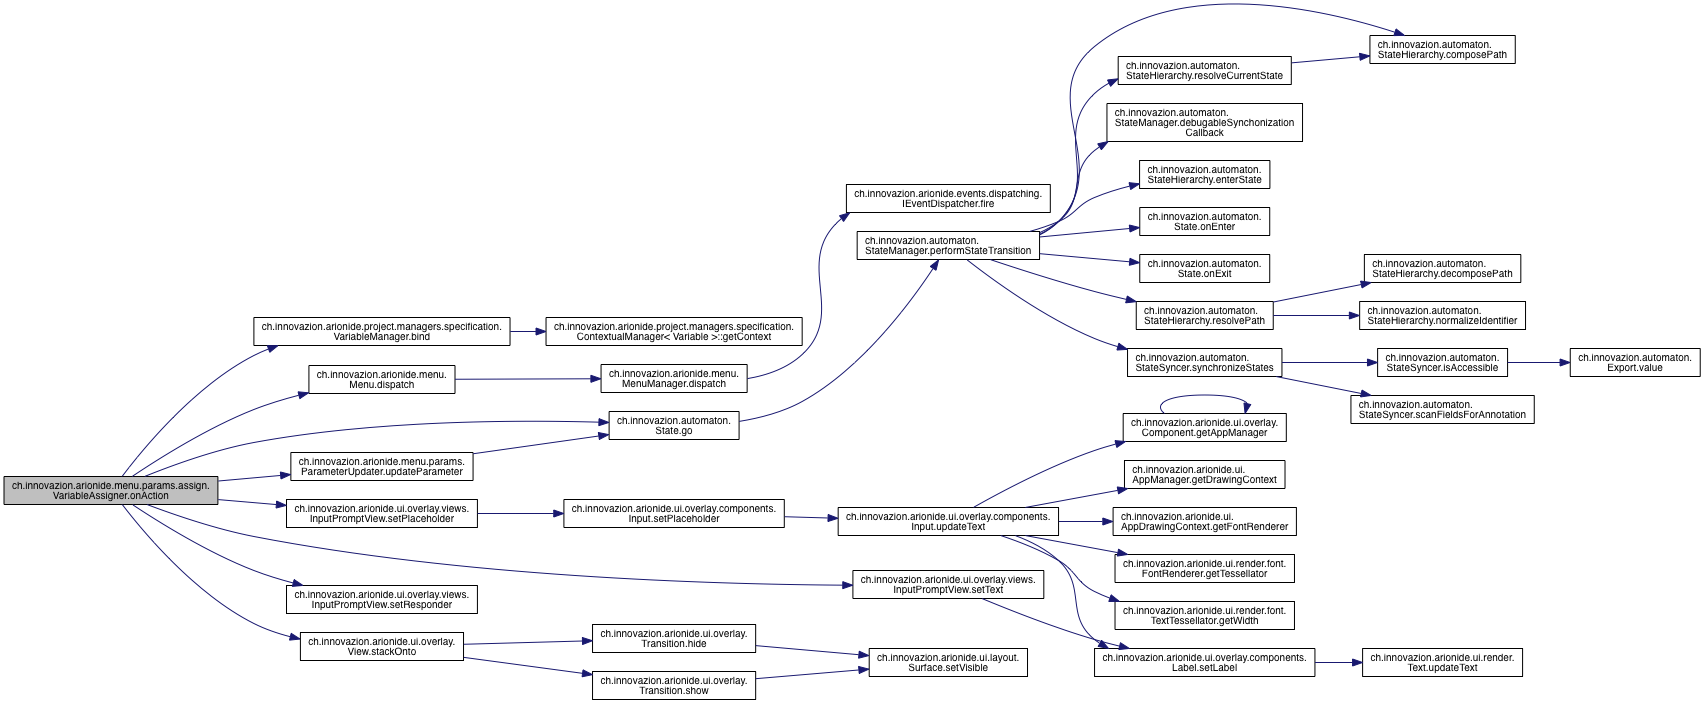 ch.innovazion.automaton.
StateHierarchy.composePath
ch.innovazion.automaton.
StateHierarchy.resolveCurrentState
ch.innovazion.automaton.
StateManager.debugableSynchonization
Callback
ch.innovazion.automaton.
StateHierarchy.enterState
ch.innovazion.arionide.events.dispatching.
IEventDispatcher.fire
ch.innovazion.automaton.
State.onEnter
ch.innovazion.automaton.
StateManager.performStateTransition
ch.innovazion.automaton.
State.onExit
ch.innovazion.automaton.
StateHierarchy.decomposePath
ch.innovazion.automaton.
StateHierarchy.resolvePath
ch.innovazion.automaton.
StateHierarchy.normalizeIdentifier
ch.innovazion.arionide.project.managers.specification.
VariableManager.bind
ch.innovazion.arionide.project.managers.specification.
ContextualManager< Variable >::getContext
ch.innovazion.automaton.
StateSyncer.synchronizeStates
ch.innovazion.automaton.
StateSyncer.isAccessible
ch.innovazion.automaton.
Export.value
ch.innovazion.arionide.menu.
Menu.dispatch
ch.innovazion.arionide.menu.
MenuManager.dispatch
ch.innovazion.automaton.
StateSyncer.scanFieldsForAnnotation
ch.innovazion.automaton.
State.go
ch.innovazion.arionide.ui.overlay.
Component.getAppManager
ch.innovazion.arionide.menu.params.
ParameterUpdater.updateParameter
ch.innovazion.arionide.ui.
AppManager.getDrawingContext
ch.innovazion.arionide.menu.params.assign.
VariableAssigner.onAction
ch.innovazion.arionide.ui.overlay.views.
InputPromptView.setPlaceholder
ch.innovazion.arionide.ui.overlay.components.
Input.setPlaceholder
ch.innovazion.arionide.ui.overlay.components.
Input.updateText
ch.innovazion.arionide.ui.
AppDrawingContext.getFontRenderer
ch.innovazion.arionide.ui.render.font.
FontRenderer.getTessellator
ch.innovazion.arionide.ui.overlay.views.
InputPromptView.setText
ch.innovazion.arionide.ui.overlay.views.
InputPromptView.setResponder
ch.innovazion.arionide.ui.render.font.
TextTessellator.getWidth
ch.innovazion.arionide.ui.overlay.
View.stackOnto
ch.innovazion.arionide.ui.overlay.
Transition.hide
ch.innovazion.arionide.ui.layout.
Surface.setVisible
ch.innovazion.arionide.ui.overlay.components.
Label.setLabel
ch.innovazion.arionide.ui.render.
Text.updateText
ch.innovazion.arionide.ui.overlay.
Transition.show